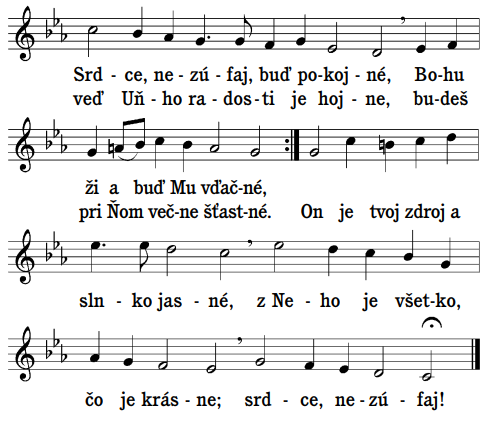 Srd - ce, ne - zú - faj, buď po - koj - né, Bo - hu
veď Uň - ho ra - dos - ti je hoj - ne, bu - deš
ži a buď Mu vďač - né,
pri Ňom več - ne šťast - né. On je tvoj zdroj a
sln - ko jas - né, z Ne - ho je všet - ko,
čo je krás - ne; srd - ce, ne - zú - faj!